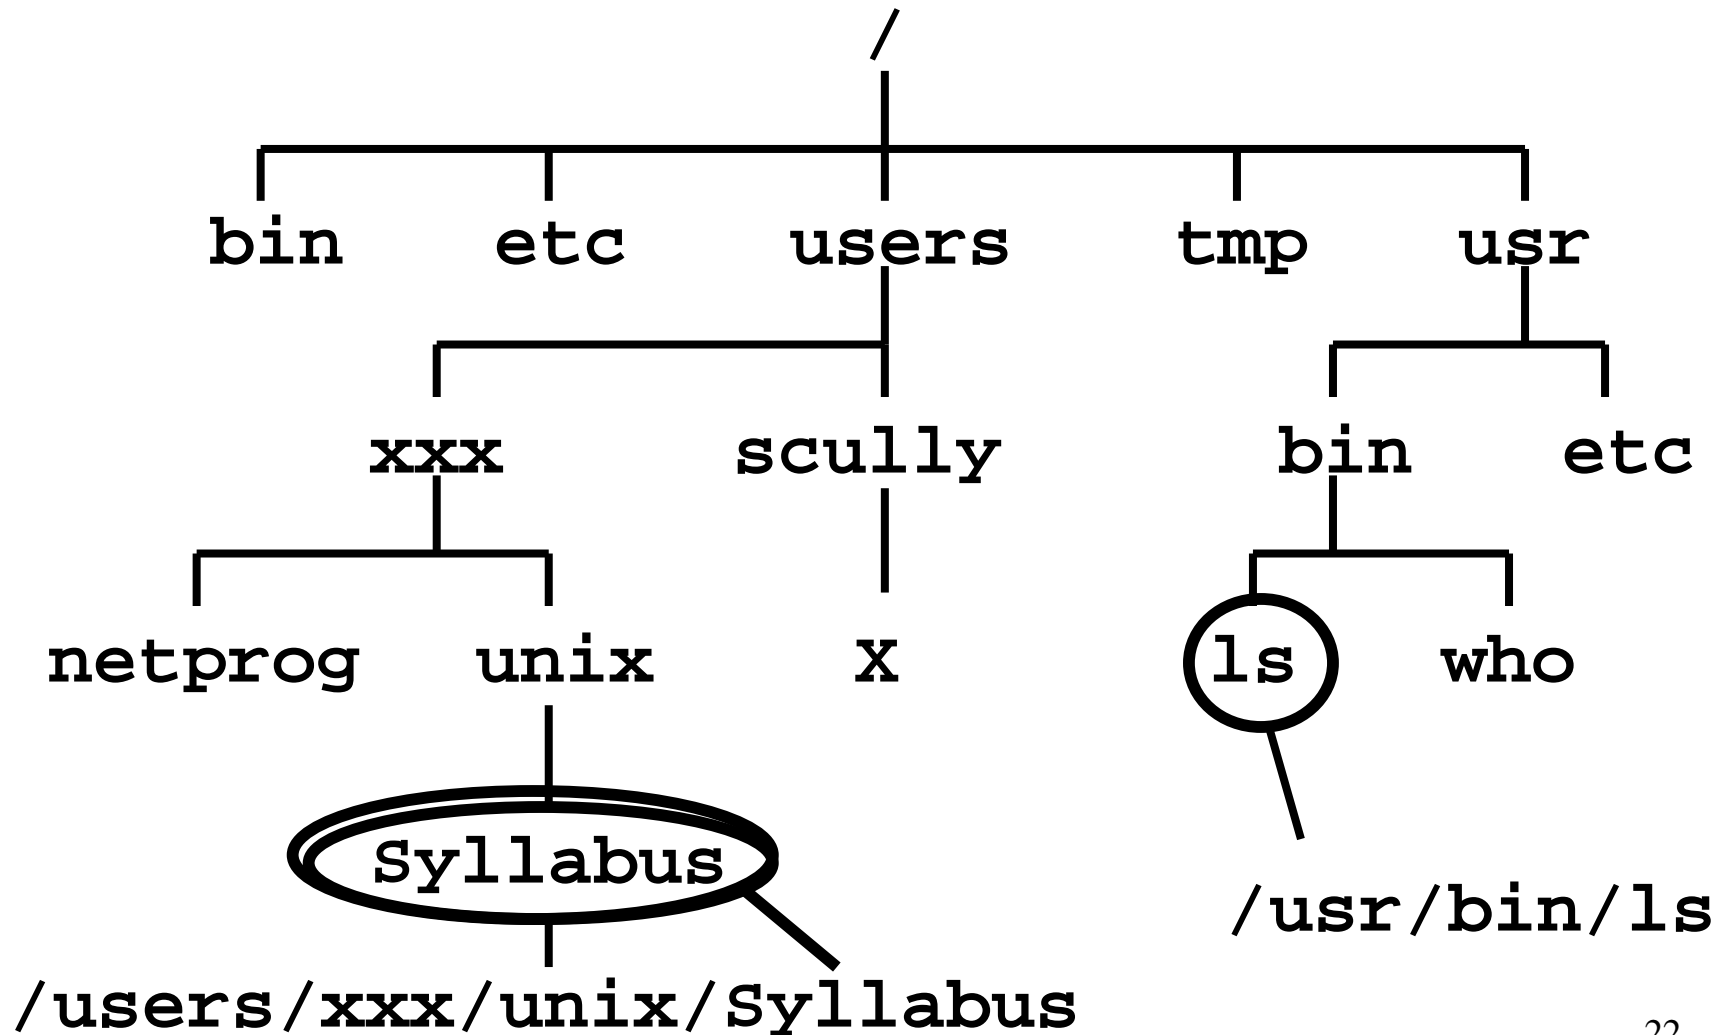 /
bin etc users tmp usr
xxx scully bin etc
netprog unix x ls who
Syllabus
/usr/bin/ls
/users/xxx/unix/Syllabus
22